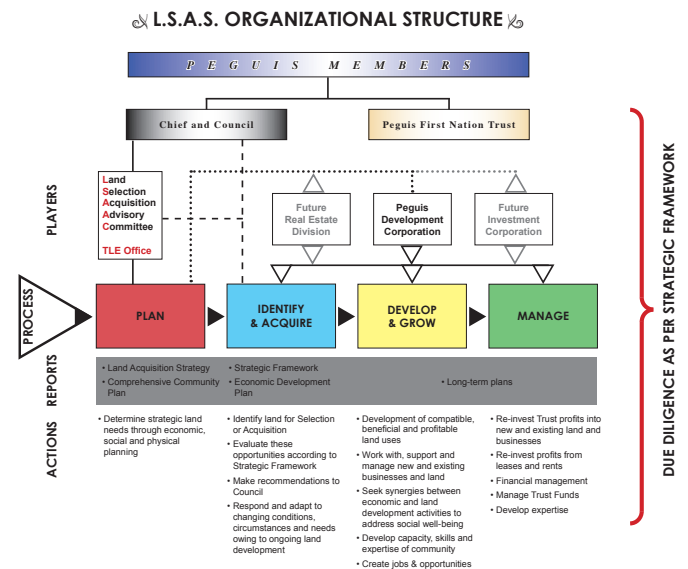 L.S.A.S. ORGANIZATIONAL STRUCTURE
PEGUIS MEMBERS
Chief and Council
Peguis First Nation Trust
PLAYERS
Land
Selection
Acquisition
Advisory
Committee
TLE Office
Future
Real Estate
Division
Peguis
Development
Corporation
Future
Investment
Corporation
PROCESS
PLAN
IDENTIFY
& ACQUIRE
DEVELOP
& GROW
MANAGE
REPORTS
• Land Acquisition Strategy
• Comprehensive Community
Plan
• Strategic Framework
• Economic Development
Plan
• Long-term plans
ACTIONS
• Determine strategic land
needs through economic,
social and physical
planning
• Identify land for Selection
or Acquisition
• Evaluate these
opportunities according to
Strategic Framework
• Make recommendations to
Council
• Respond and adapt to
changing conditions,
circumstances and needs
owing to ongoing land
development
• Development of compatible,
beneficial and profitable
land uses
• Work with, support and
manage new and existing
businesses and land
• Seek synergies between
economic and land
development activities to
address social well-being
• Develop capacity, skills and
expertise of community
• Create jobs & opportunities
• Re-invest Trust profits into
new and existing land and
businesses
• Re-invest profits from
leases and rents
• Financial management
• Manage Trust Funds
• Develop expertise
DUE DILIGENCE AS PER STRATEGIC FRAMEWORK